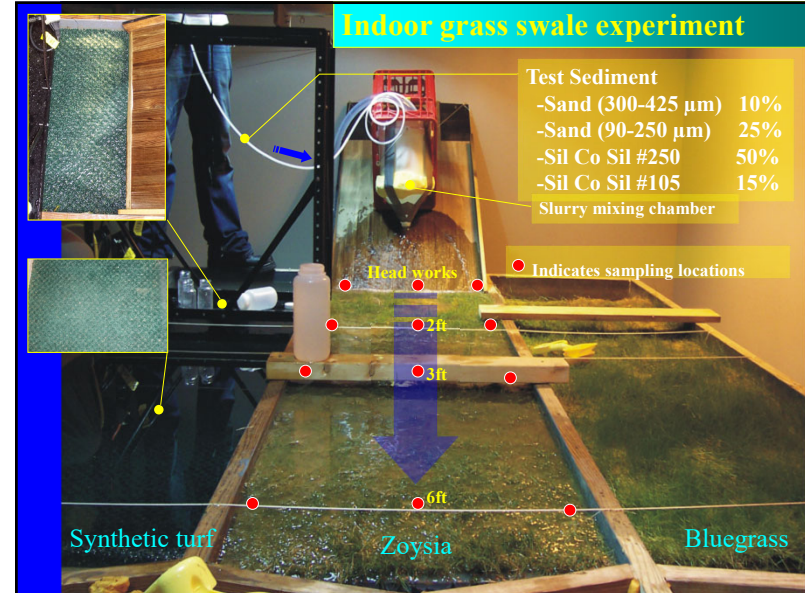 Indoor grass swale experiment
Test Sediment
-Sand (300-425 µm) 10%
-Sand (90-250 µm) 25%
-Sil Co Sil #250 50%
-Sil Co Sil #105 15%
Slurry mixing chamber
Indicates sampling locations
Head works
2ft
3ft
6ft
Synthetic turf
Zoysia
Bluegrass